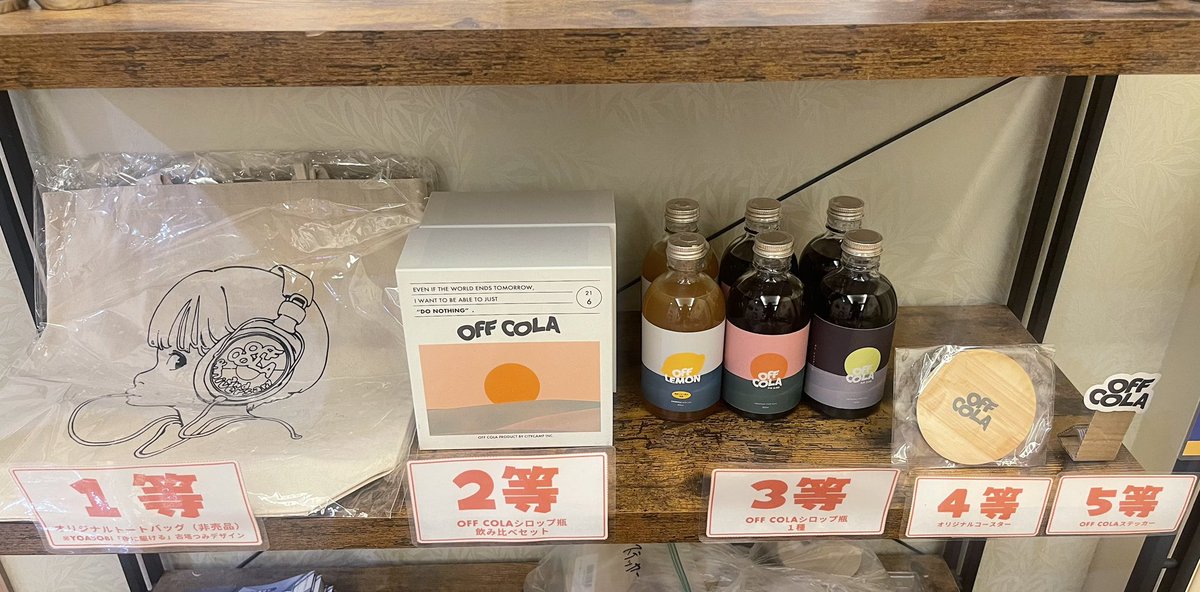 1等
オリジナルトートバッグ（非売品）
※YOASOBI「夜に駆ける」古塔つみデザイン
EVEN IF THE WORLD ENDS TOMORROW,
I WANT TO BE ABLE TO JUST
"DO NOTHING" .
21
6
OFF COLA
OFF COLA PRODUCT BY CITYCAMP INC.
2等
OFF COLAシロップ瓶
飲み比べセット
OFF
LEMON
OFF
COLA
OFF
COLA
3等
OFF COLAシロップ瓶
1種
OFF
COLA
4等
オリジナルコースター
OFF
COLA
5等
OFF COLAステッカー